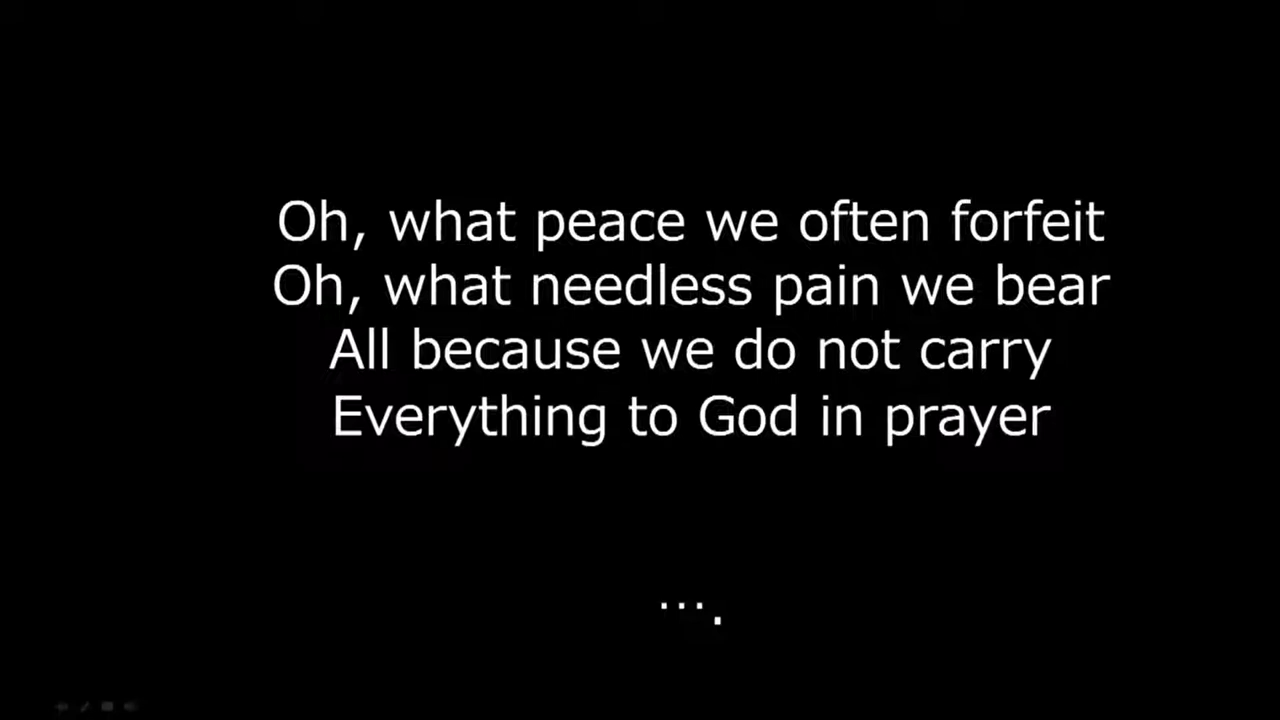 Oh, what peace we often forfeit
Oh, what needless pain we bear
All because we do not carry
Everything to God in prayer
….